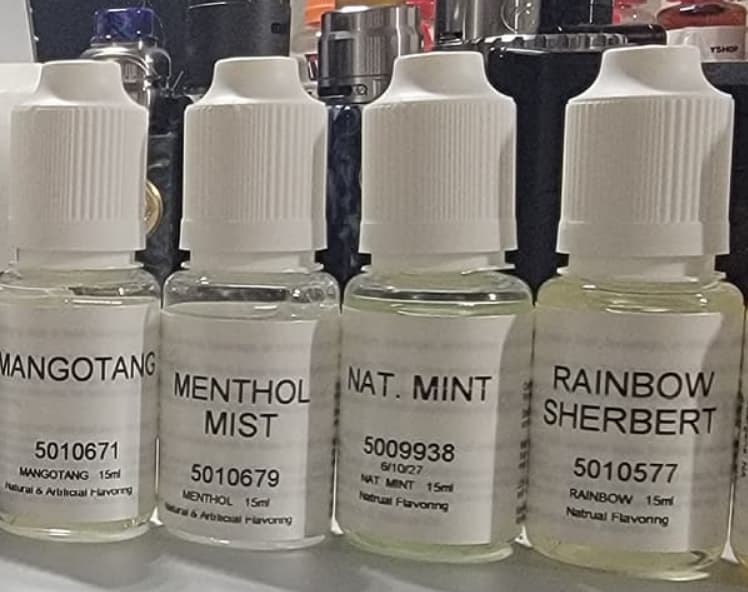 YSHOP
MANGOTANG
5010671
MANGOTANG 15ml
Natural & Artificial Flavoring
MENTHOL
MIST
5010679
MENTHOL 15ml
Natural & Artificial Flavoring
NAT. MINT
5009938
6/10/27
NAT MINT 15ml
Natrual Flavoring
RAINBOW
SHERBERT
5010577
RAINBOW 15ml
Natrual Flavoring